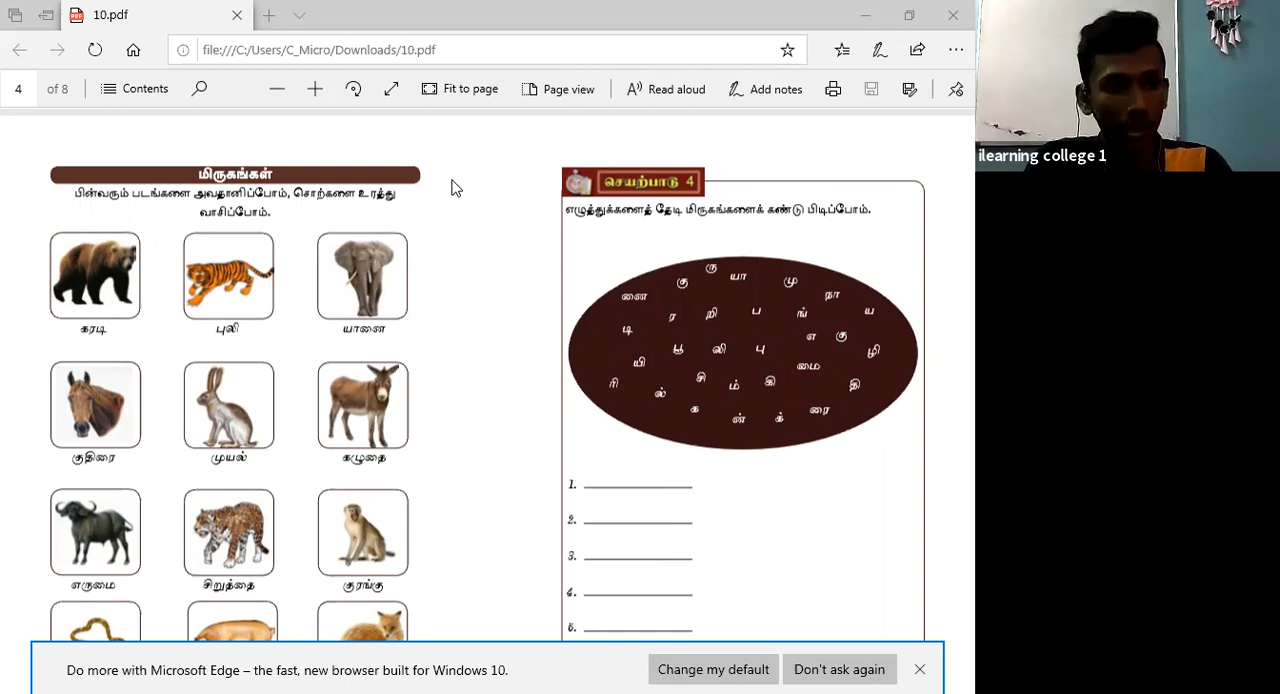 10.pdf
file:///C:/Users/C_Micro/Downloads/10.pdf
4 of 8 Contents Fit to page Page view Read aloud Add notes
ilearning college 1
மிருகங்கள்
பின்வரும் படங்களை அவதானிப்போம், சொற்களை உரத்து
வாசிப்போம்.
கரடி புலி யானை
குதிரை முயல் கழுதை
எருமை சிறுத்தை குரங்கு
செயற்பாடு 4
எழுத்துக்களைத் தேடி மிருகங்களைக் கண்டு பிடிப்போம்.
கு ரு யா மு
னை நா
ர றி ப ங் ய
டி எ கு
பூ லி பு ழி
யி மை
ரி சி ம் கி தி
ல்
க ன் க் ரை
1.
2.
3.
4.
5.
Do more with Microsoft Edge – the fast, new browser built for Windows 10. Change my default Don't ask again